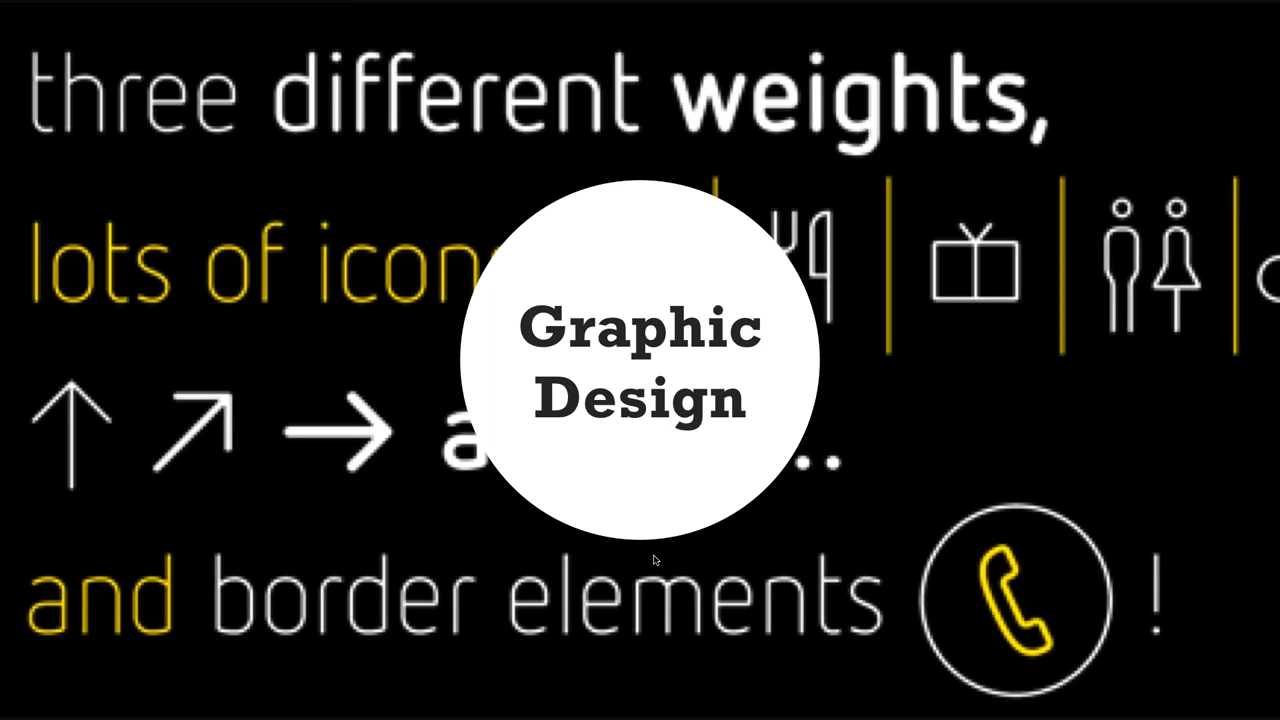 three different weights,
lots of icon
a
..
and border elements !
Graphic
Design